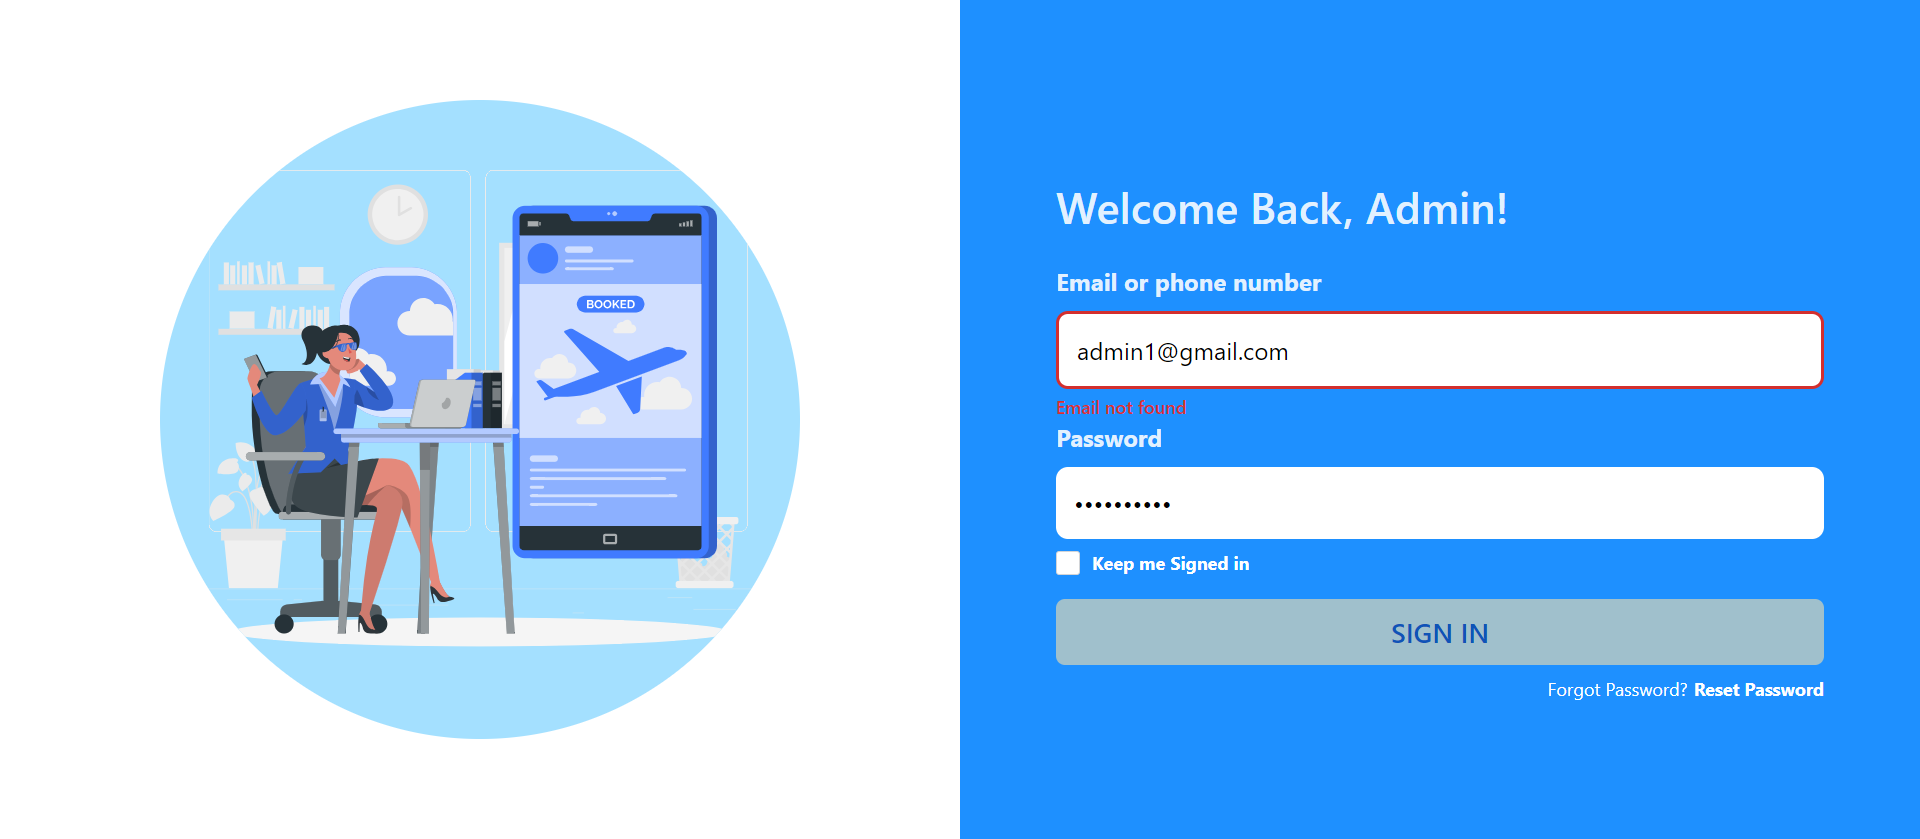 BOOKED
Welcome Back, Admin!
Email or phone number
admin1@gmail.com
Email not found
Password
••••••••••
Keep me Signed in
SIGN IN
Forgot Password? Reset Password